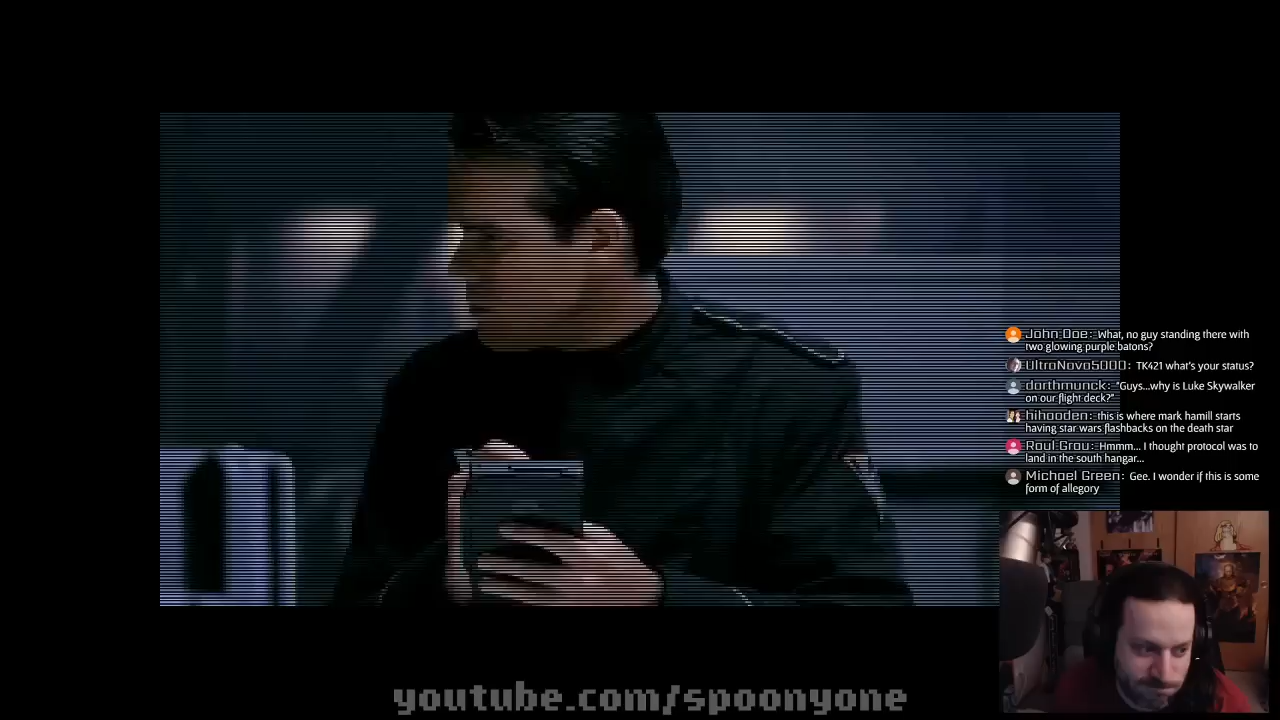 John Doe: What, no guy standing there with
two glowing purple batons?
UltroNova5000: TK421 what's your status?
darthmunck: "Guys...why is Luke Skywalker
on our flight deck?"
hihooden: this is where mark hamill starts
having star wars flashbacks on the death star
Raul Grau: Hmmm... I thought protocol was to
land in the south hangar...
Michael Green: Gee. I wonder if this is some
form of allegory
youtube.com/spoonyone